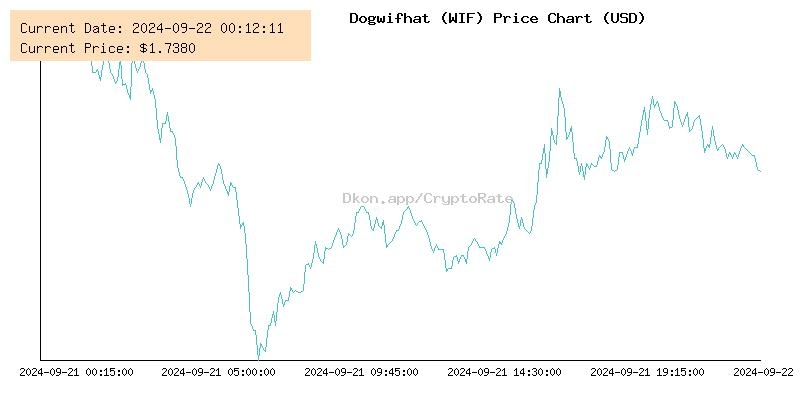 Dogwifhat (WIF) Price Chart (USD)
Current Date: 2024-09-22 00:12:11
Current Price: $1.7380
Dkon.app/CryptoRate
2024-09-21 00:15:00 2024-09-21 05:00:00 2024-09-21 09:45:00 2024-09-21 14:30:00 2024-09-21 19:15:00 2024-09-22